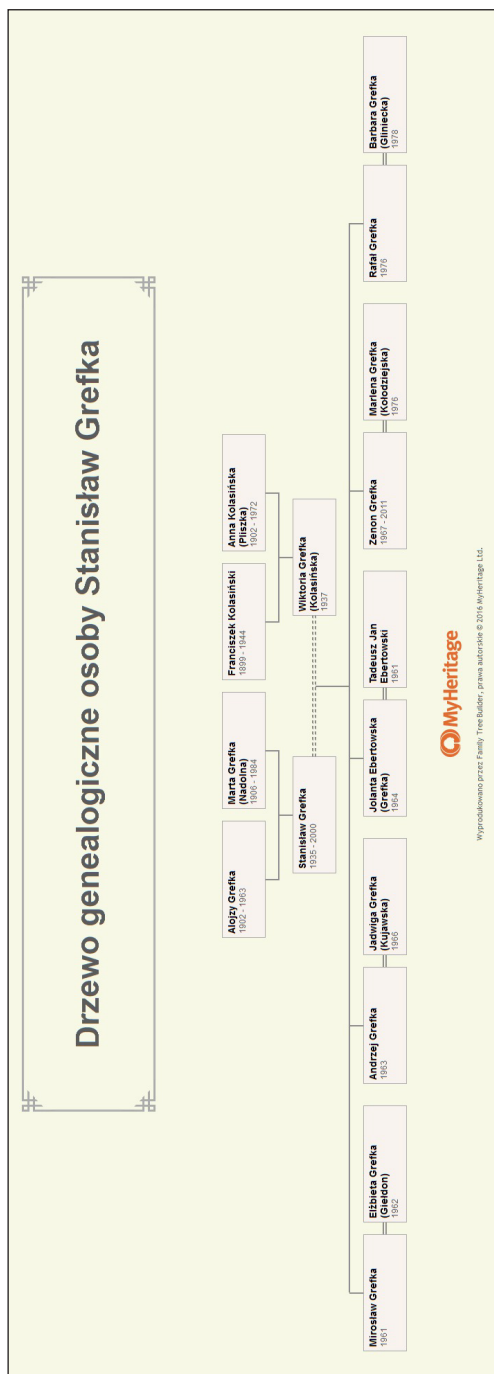 Drzewo genealogiczne osoby Stanisław Grefka
Alojzy Grefka
1902 - 1963
Marta Grefka
(Nadolna)
1906 - 1984
Franciszek Kolasiński
1899 - 1944
Anna Kolasińska
(Pliszka)
1902 - 1972
Stanisław Grefka
1935 - 2000
Wiktoria Grefka
(Kolasińska)
1937
Mirosław Grefka
1961
Elżbieta Grefka
(Giełdon)
1962
Andrzej Grefka
1963
Jadwiga Grefka
(Kujawska)
1966
Jolanta Ebertowska
(Grefka)
1964
Tadeusz Jan
Ebertowski
1961
Zenon Grefka
1967 - 2011
Marlena Grefka
(Kołodziejska)
1976
Rafał Grefka
1976
Barbara Grefka
(Gliniecka)
1978
MyHeritage
Wyprodukowano przez Family Tree Builder, prawa autorskie © 2016 MyHeritage Ltd.